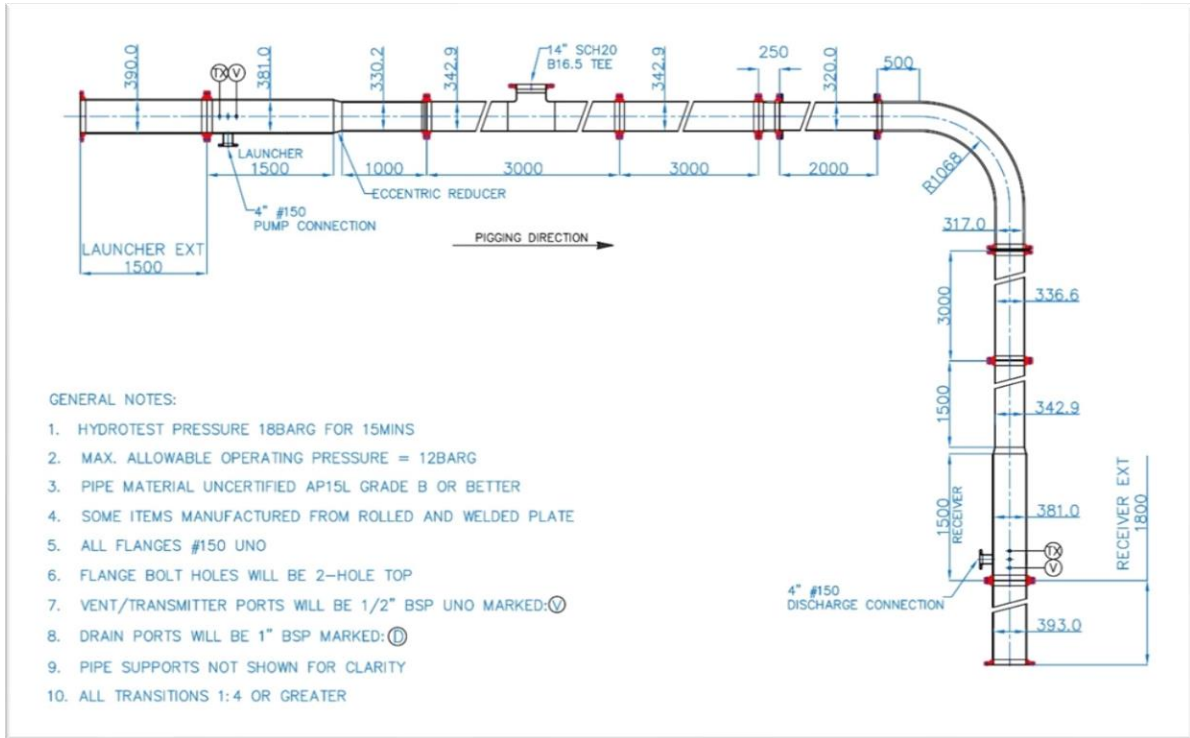 390.0
TX V
381.0
330.2
342.9
14" SCH20
B16.5 TEE
342.9
250
320.0
500
LAUNCHER
1500
1000
3000
3000
2000
R1068
ECCENTRIC REDUCER
4" #150
PUMP CONNECTION
LAUNCHER EXT
1500
PIGGING DIRECTION
317.0
3000
336.6
1500
342.9
1500
RECEIVER
381.0
RECEIVER EXT
1800
TX
V
4" #150
DISCHARGE CONNECTION
393.0
GENERAL NOTES:
1. HYDROTEST PRESSURE 18BARG FOR 15MINS
2. MAX. ALLOWABLE OPERATING PRESSURE = 12BARG
3. PIPE MATERIAL UNCERTIFIED AP15L GRADE B OR BETTER
4. SOME ITEMS MANUFACTURED FROM ROLLED AND WELDED PLATE
5. ALL FLANGES #150 UNO
6. FLANGE BOLT HOLES WILL BE 2-HOLE TOP
7. VENT/TRANSMITTER PORTS WILL BE 1/2" BSP UNO MARKED:V
8. DRAIN PORTS WILL BE 1" BSP MARKED:D
9. PIPE SUPPORTS NOT SHOWN FOR CLARITY
10. ALL TRANSITIONS 1:4 OR GREATER